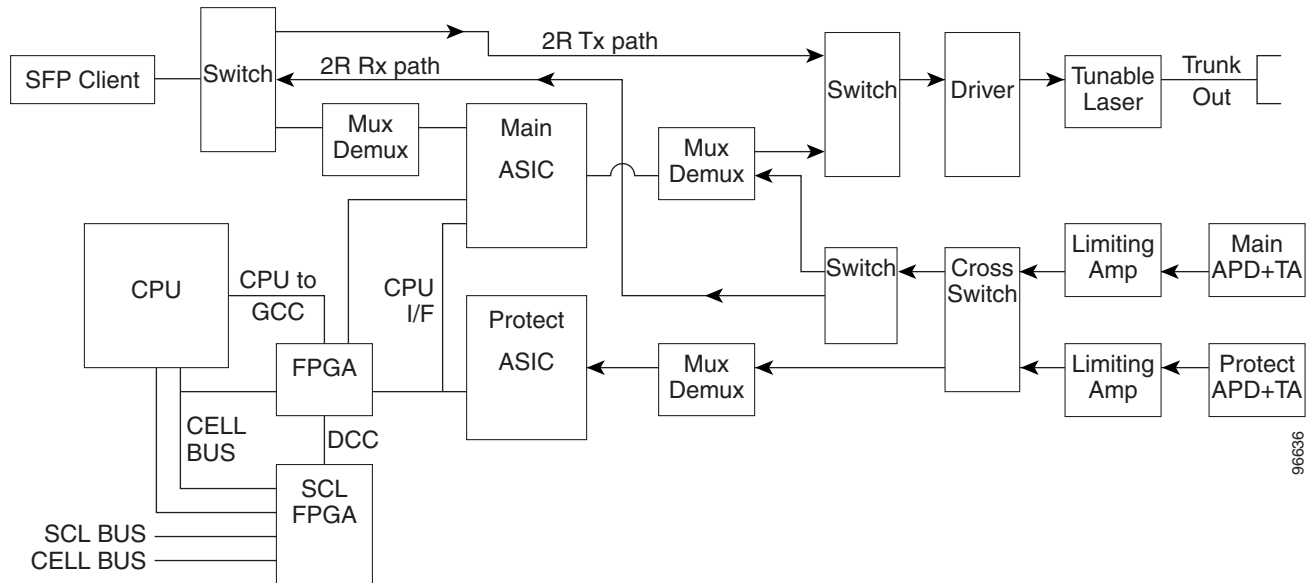 2R Tx path
SFP Client
Switch
2R Rx path
Switch
Driver
Tunable
Laser
Trunk
Out
Mux
Demux
Main
ASIC
Mux
Demux
CPU
CPU to
GCC
CPU
I/F
Switch
Cross
Switch
Limiting
Amp
Main
APD+TA
Protect
ASIC
FPGA
Mux
Demux
Limiting
Amp
Protect
APD+TA
CELL
BUS
DCC
SCL
FPGA
SCL BUS
CELL BUS
96636